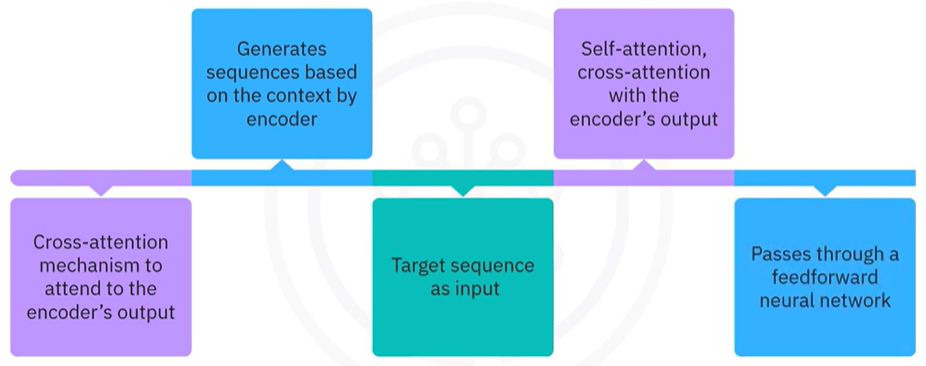 Cross-attention
mechanism to
attend to the
encoder's output
Generates
sequences based
on the context by
encoder
Target sequence
as input
Self-attention,
cross-attention
with the
encoder's output
Passes through a
feedforward
neural network